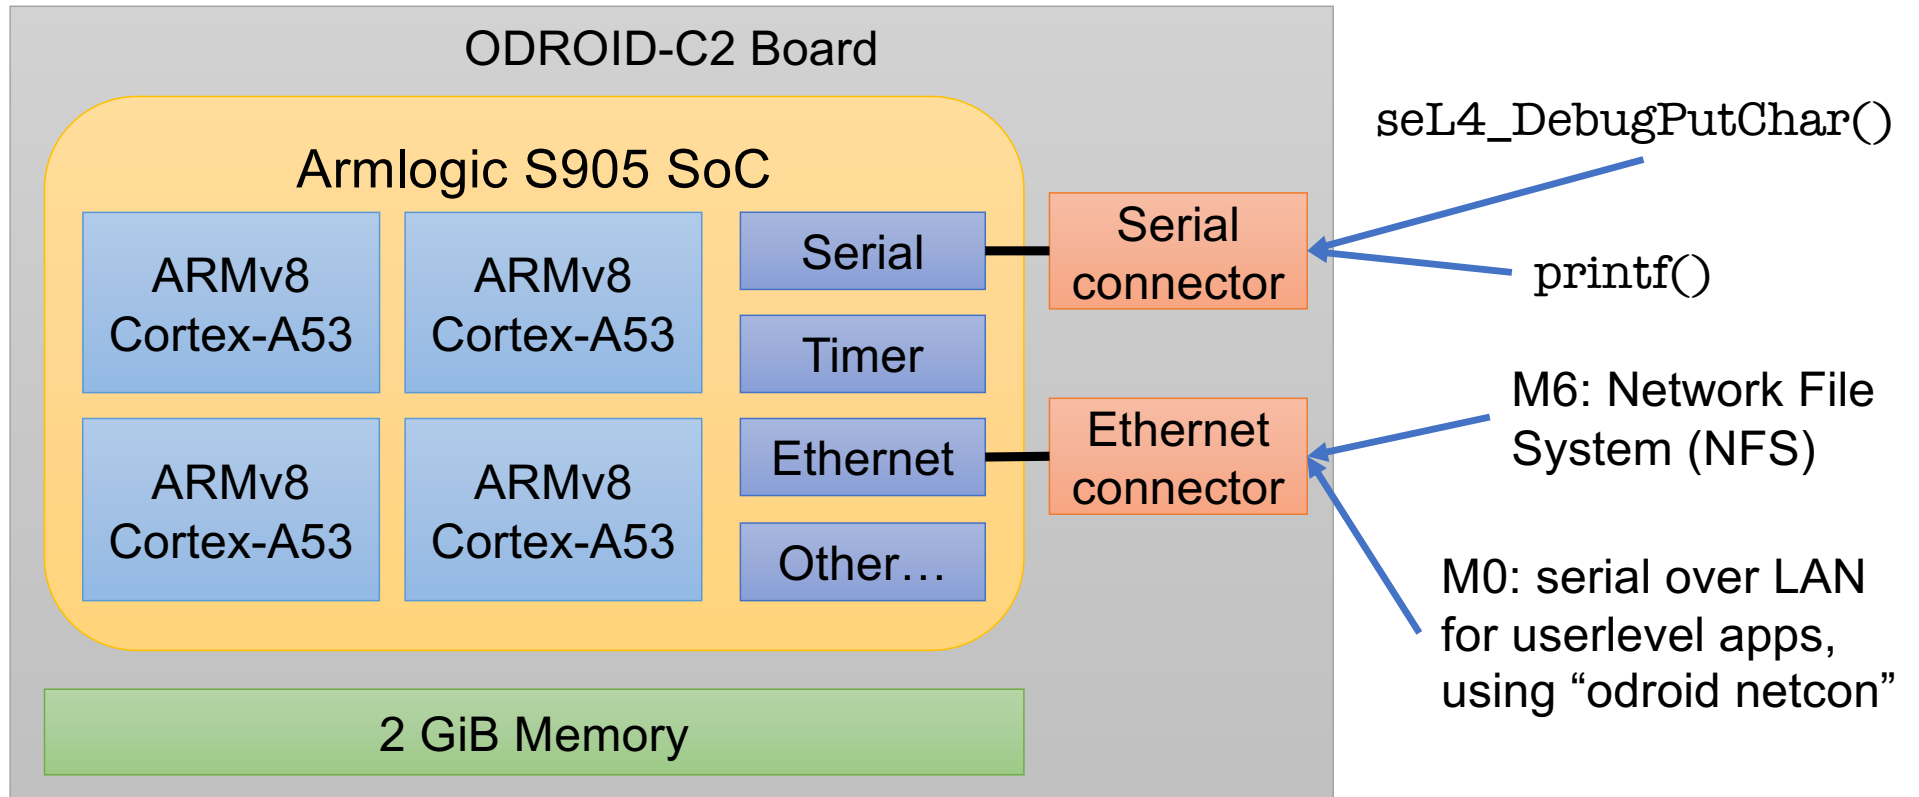 ODROID-C2 Board
Armlogic S905 SoC
ARMv8
Cortex-A53
ARMv8
Cortex-A53
ARMv8
Cortex-A53
ARMv8
Cortex-A53
Serial
Timer
Ethernet
Other…
Serial
connector
Ethernet
connector
2 GiB Memory
seL4_DebugPutChar()
printf()
M6: Network File
System (NFS)
M0: serial over LAN
for userlevel apps,
using “odroid netcon”